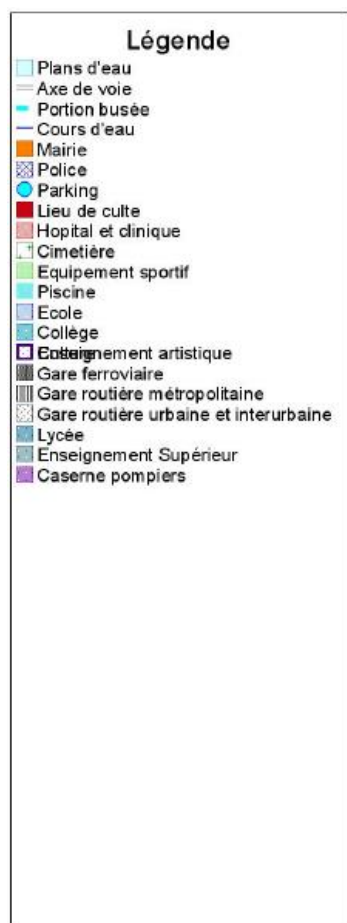 Légende
Plans d'eau
Axe de voie
Portion busée
Cours d'eau
Mairie
Police
Parking
Lieu de culte
Hopital et clinique
Cimetière
Equipement sportif
Piscine
Ecole
Collège
Enseignement artistique
Gare ferroviaire
Gare routière métropolitaine
Gare routière urbaine et interurbaine
Lycée
Enseignement Supérieur
Caserne pompiers